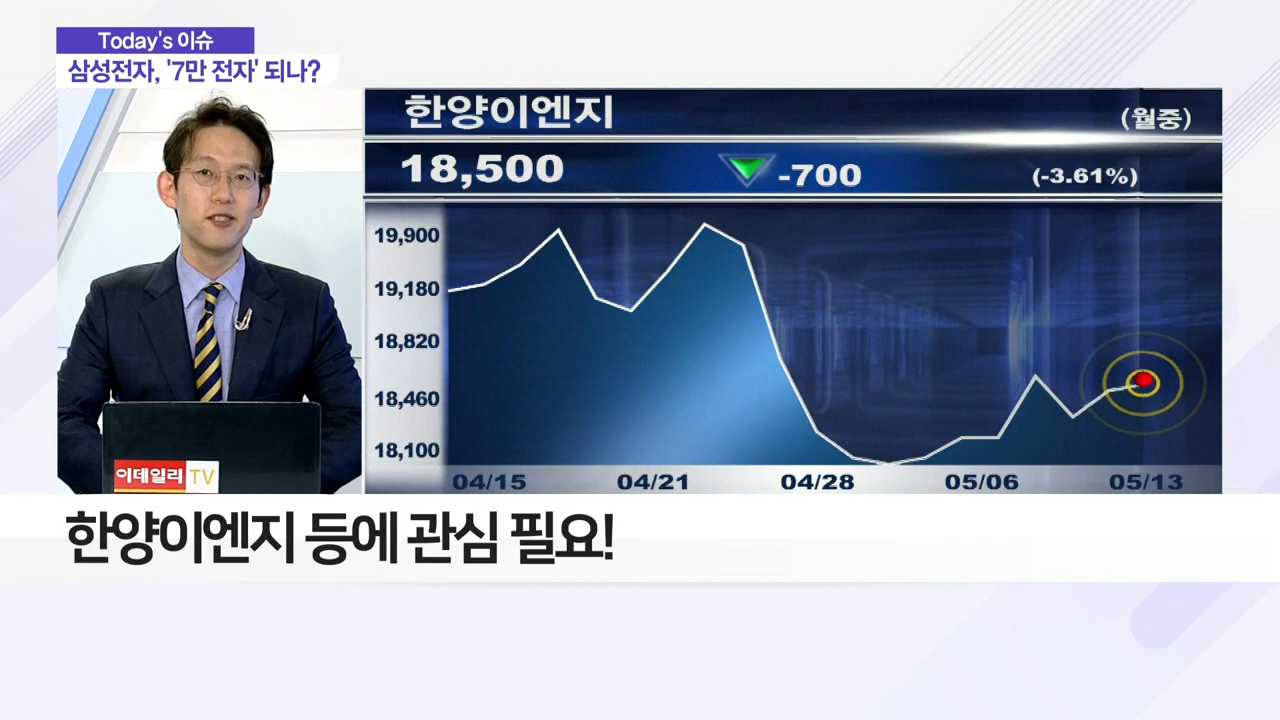 Today's 이슈
삼성전자, '7만 전자' 되나?
한양이엔지
(월중)
18,500
-700
(-3.61%)
19,900
19,180
18,820
18,460
18,100
04/15
04/21
04/28
05/06
05/13
이데일리 TV
한양이엔지 등에 관심 필요!